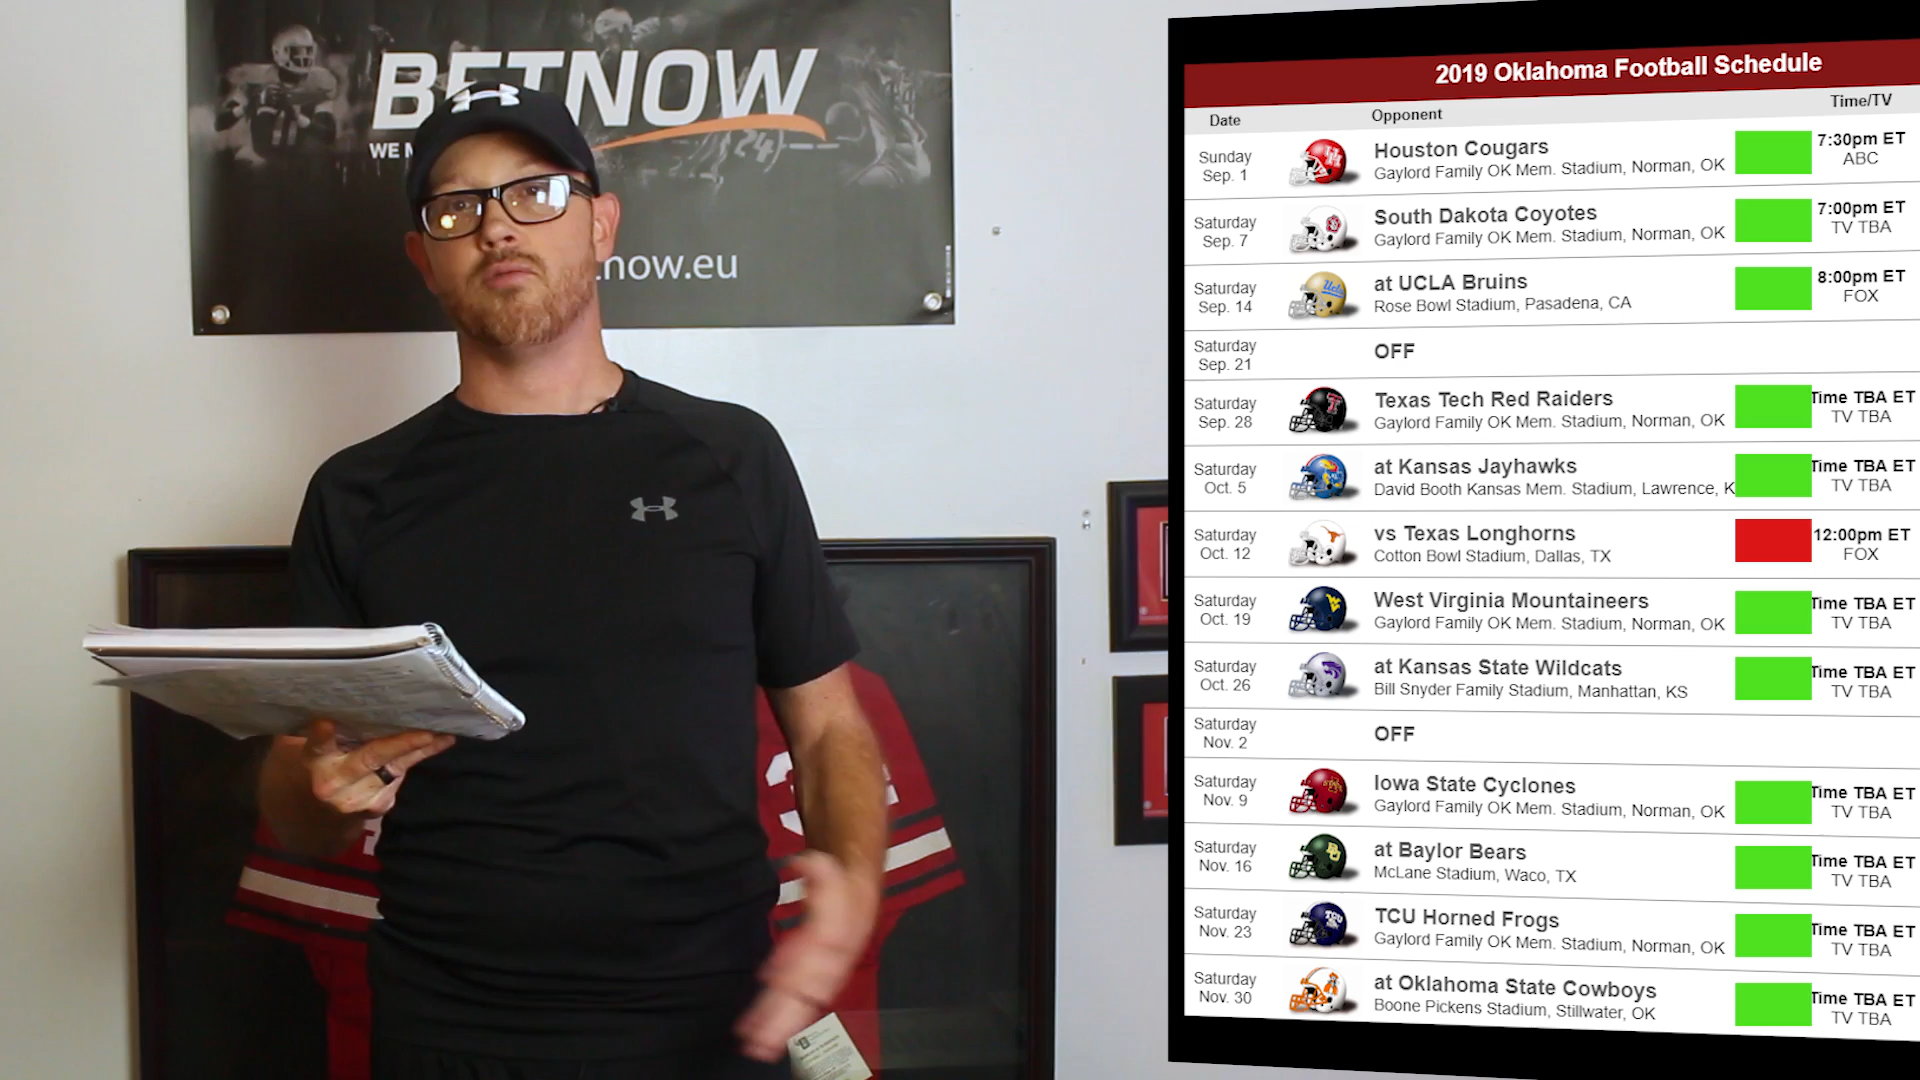 BETNOW
WE M
now.eu
2019 Oklahoma Football Schedule
Date
Opponent
Time/TV
Sunday
Sep. 1
Houston Cougars
Gaylord Family OK Mem. Stadium, Norman, OK
7:30pm ET
ABC
Saturday
Sep. 7
South Dakota Coyotes
Gaylord Family OK Mem. Stadium, Norman, OK
7:00pm ET
TV TBA
Saturday
Sep. 14
at UCLA Bruins
Rose Bowl Stadium, Pasadena, CA
8:00pm ET
FOX
Saturday
Sep. 21
OFF
Saturday
Sep. 28
Texas Tech Red Raiders
Gaylord Family OK Mem. Stadium, Norman, OK
Time TBA ET
TV TBA
Saturday
Oct. 5
at Kansas Jayhawks
David Booth Kansas Mem. Stadium, Lawrence, K
Time TBA ET
TV TBA
Saturday
Oct. 12
vs Texas Longhorns
Cotton Bowl Stadium, Dallas, TX
12:00pm ET
FOX
Saturday
Oct. 19
West Virginia Mountaineers
Gaylord Family OK Mem. Stadium, Norman, OK
Time TBA ET
TV TBA
Saturday
Oct. 26
at Kansas State Wildcats
Bill Snyder Family Stadium, Manhattan, KS
Time TBA ET
TV TBA
Saturday
Nov. 2
OFF
Saturday
Nov. 9
Iowa State Cyclones
Gaylord Family OK Mem. Stadium, Norman, OK
Time TBA ET
TV TBA
Saturday
Nov. 16
at Baylor Bears
McLane Stadium, Waco, TX
Time TBA ET
TV TBA
Saturday
Nov. 23
TCU Horned Frogs
Gaylord Family OK Mem. Stadium, Norman, OK
Time TBA ET
TV TBA
Saturday
Nov. 30
at Oklahoma State Cowboys
Boone Pickens Stadium, Stillwater, OK
Time TBA ET
TV TBA